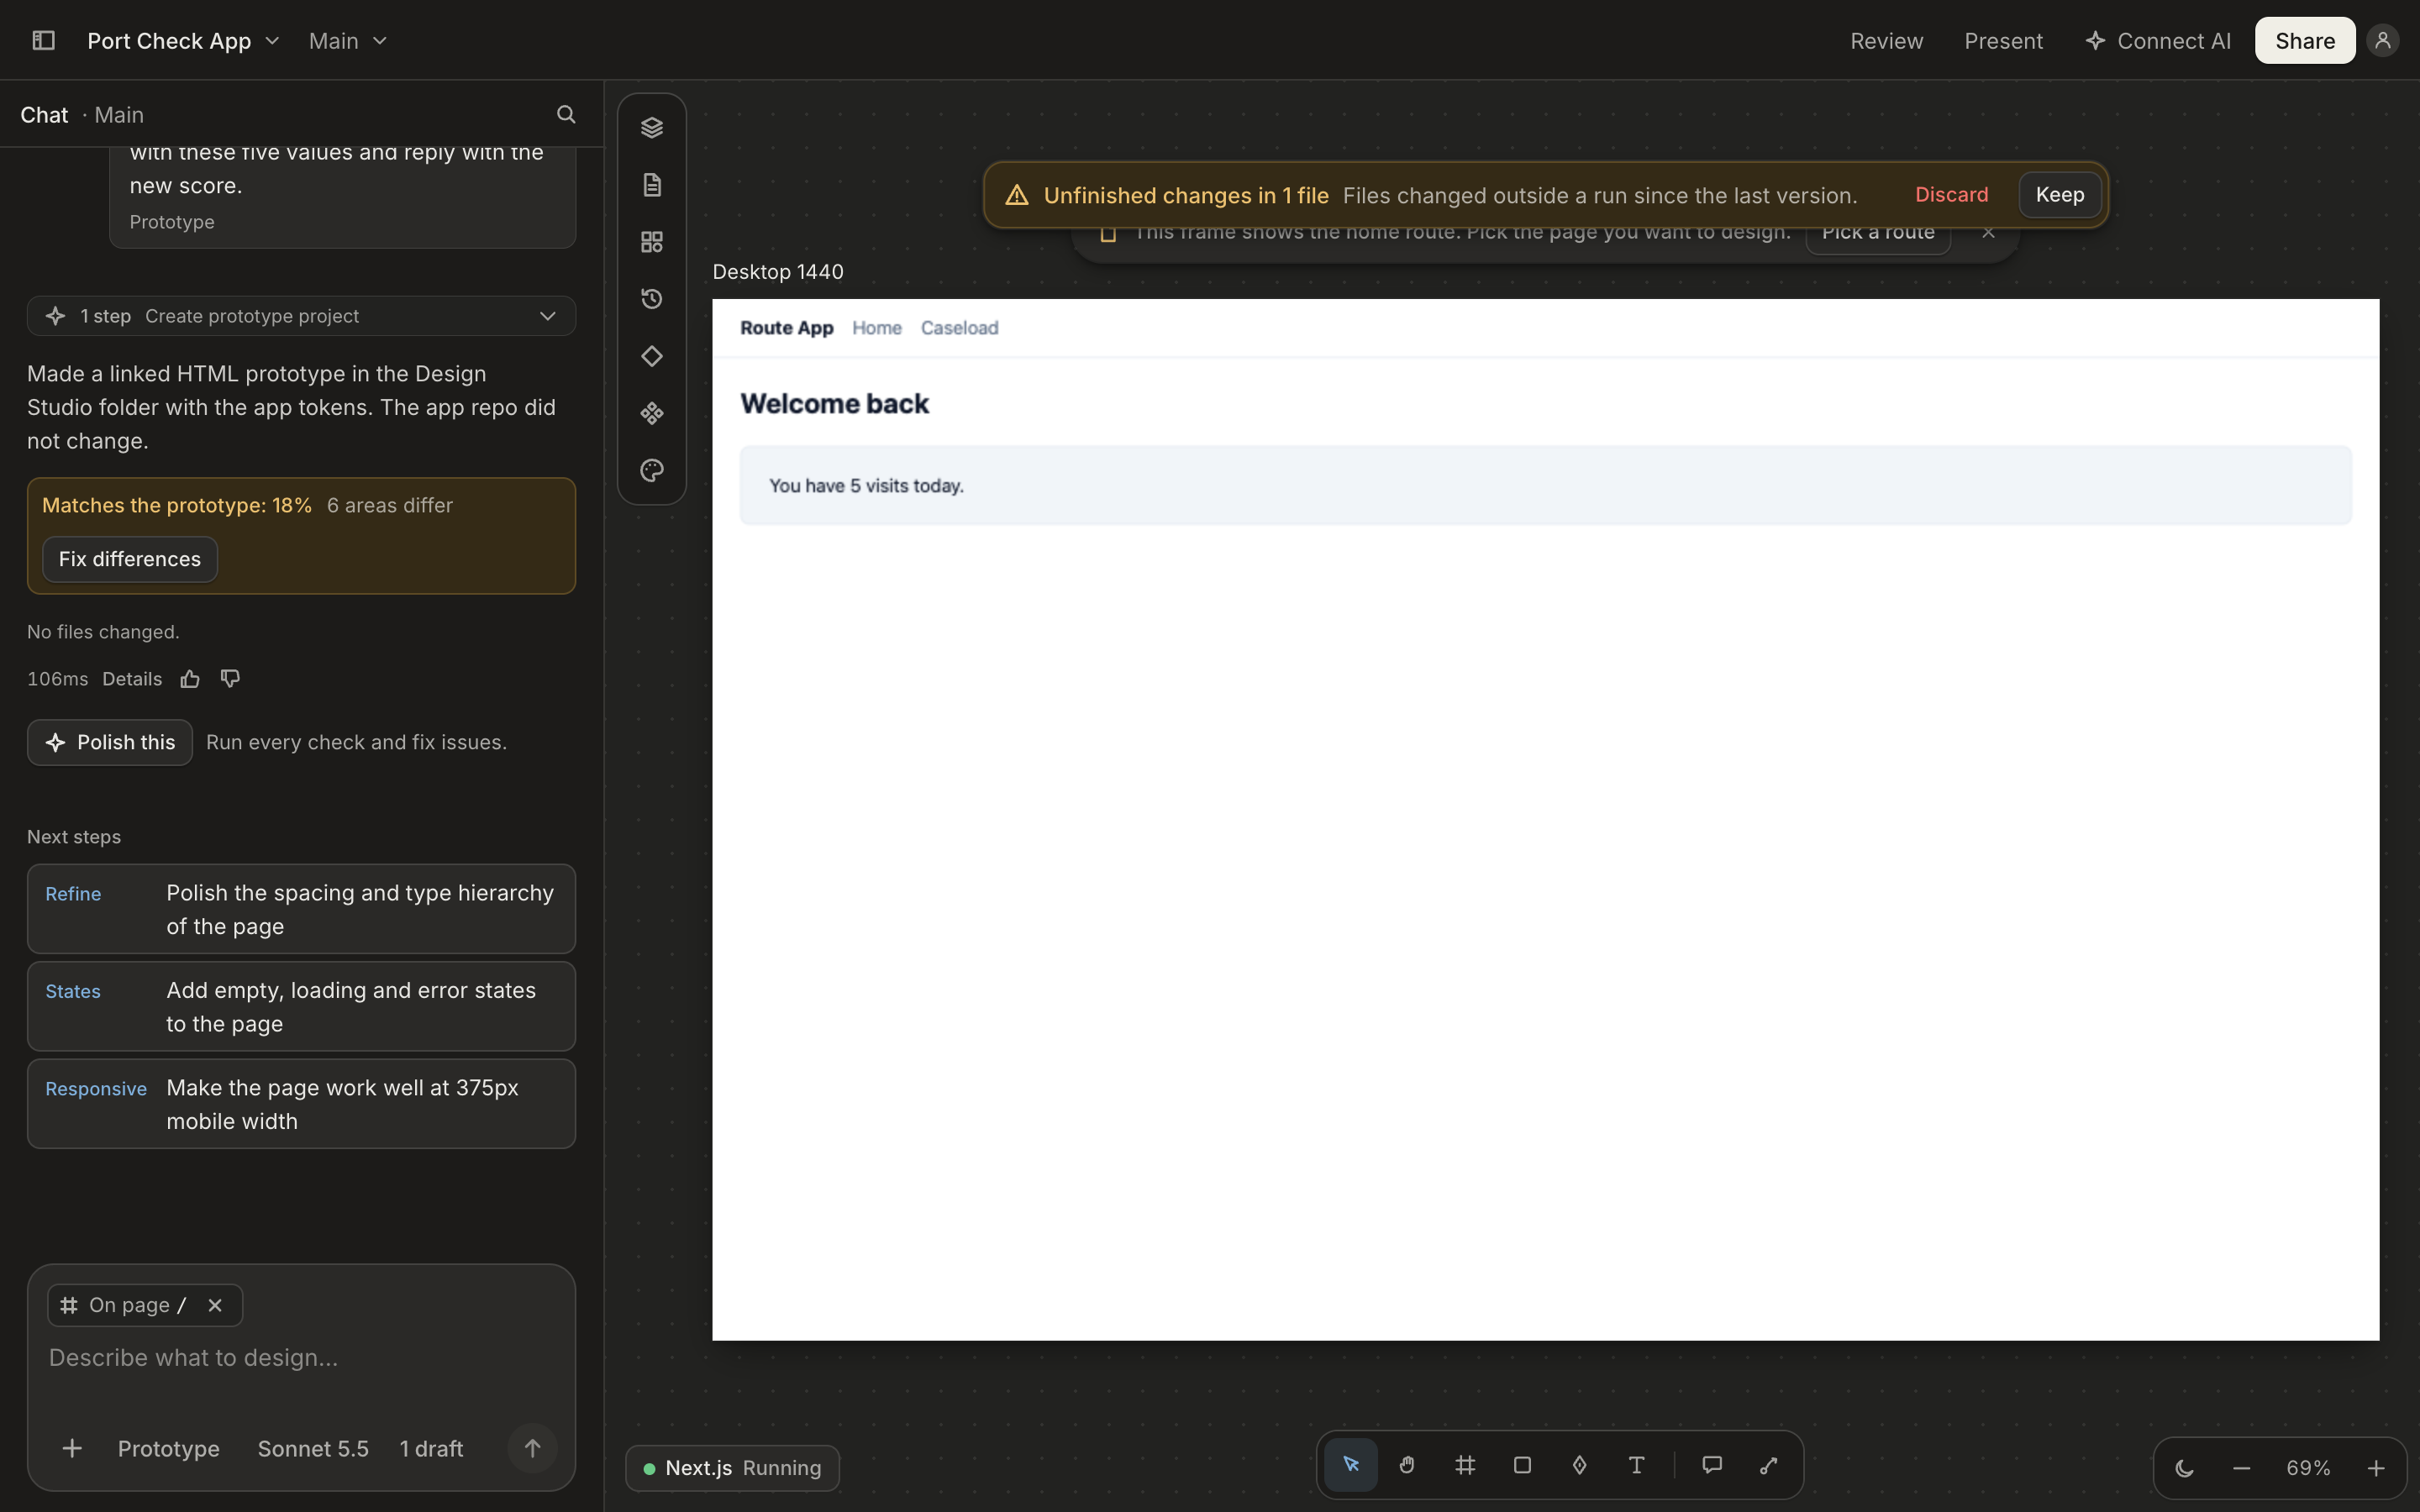 Port Check App
Main
Review
Present
Connect AI
Share
Chat · Main
with these five values and reply with the
new score.
Prototype
1 step Create prototype project
Made a linked HTML prototype in the Design
Studio folder with the app tokens. The app repo did
not change.
Matches the prototype: 18% 6 areas differ
Fix differences
No files changed.
106ms Details
Polish this Run every check and fix issues.
Next steps
Refine Polish the spacing and type hierarchy
of the page
States Add empty, loading and error states
to the page
Responsive Make the page work well at 375px
mobile width
On page /
Describe what to design...
Prototype Sonnet 5.5 1 draft
Unfinished changes in 1 file Files changed outside a run since the last version. Discard Keep
This frame shows the home route. Pick the page you want to design. Pick a route
Desktop 1440
Route App Home Caseload
Welcome back
You have 5 visits today.
Next.js Running
69%